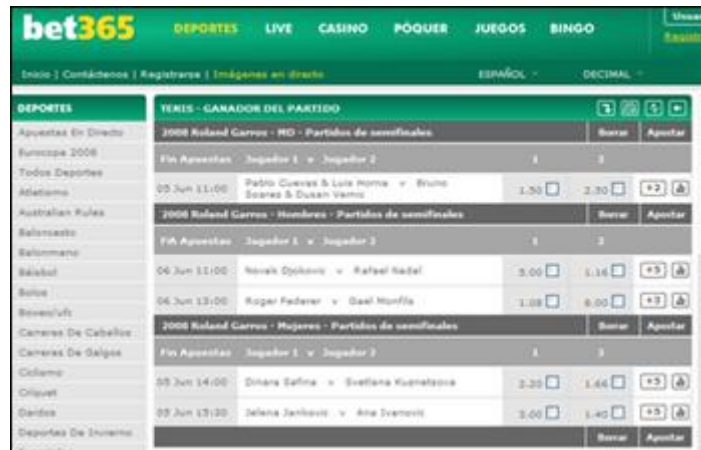 bet365
DEPORTES LIVE CASINO PÓQUER JUEGOS BINGO
Inicio | Contáctenos | Registrarse | Imágenes en directo ESPAÑOL DECIMAL
DEPORTES
Apuestas En Directo
Eurocopa 2008
Todos Deportes
Atletismo
Australian Rules
Baloncesto
Balonmano
Béisbol
Bolos
Boxeo/ufc
Carreras De Caballos
Carreras De Galgos
Ciclismo
Críquet
Dardos
Deportes De Invierno
TENIS - GANADOR DEL PARTIDO
2008 Roland Garros - MD - Partidos de semifinales Borrar Apostar
Fin Apuestas Jugador 1 v Jugador 2 1 2
05 Jun 11:00 Pablo Cuevas & Luis Horna v Bruno
Soares & Dusan Vemic 1.50 2.50 +2
2008 Roland Garros - Hombres - Partidos de semifinales Borrar Apostar
Fin Apuestas Jugador 1 v Jugador 2 1 2
06 Jun 11:00 Novak Djokovic v Rafael Nadal 5.00 1.16 +5
06 Jun 13:00 Roger Federer v Gael Monfils 1.08 8.00 +3
2008 Roland Garros - Mujeres - Partidos de semifinales Borrar Apostar
Fin Apuestas Jugador 1 v Jugador 2 1 2
05 Jun 14:00 Dinara Safina v Svetlana Kuznetsova 2.20 1.66 +5
05 Jun 15:30 Jelena Jankovic v Ana Ivanovic 3.00 1.40 +5
Borrar Apostar